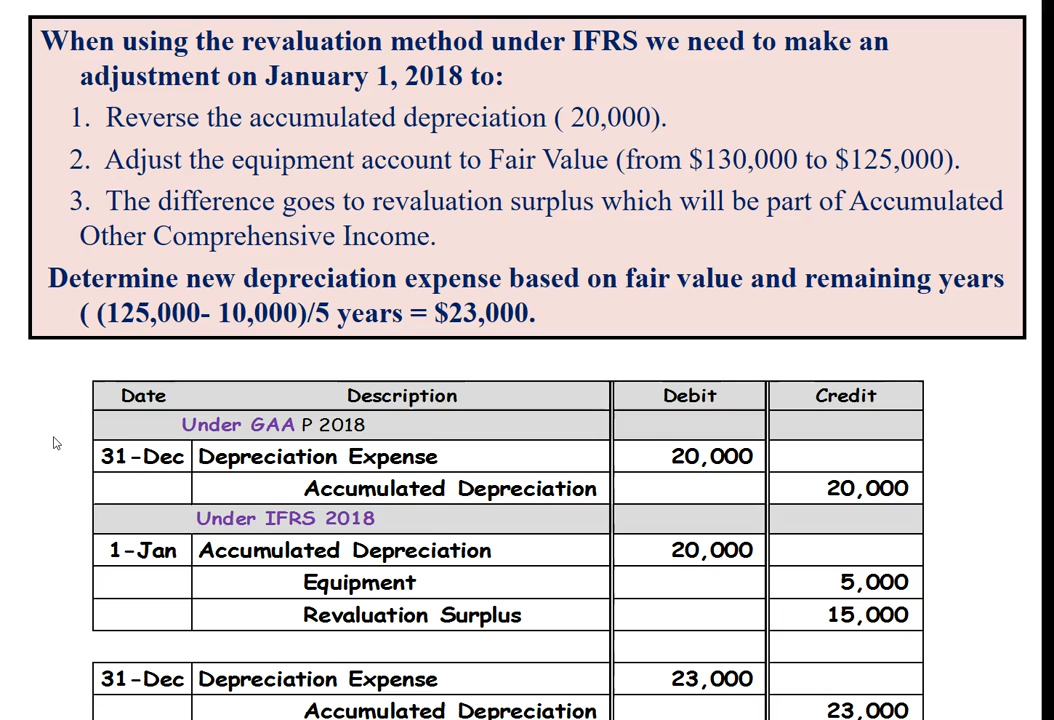 When using the revaluation method under IFRS we need to make an
adjustment on January 1, 2018 to:
1. Reverse the accumulated depreciation ( 20,000).
2. Adjust the equipment account to Fair Value (from $130,000 to $125,000).
3. The difference goes to revaluation surplus which will be part of Accumulated
Other Comprehensive Income.
Determine new depreciation expense based on fair value and remaining years
( (125,000- 10,000)/5 years = $23,000.
Date Description Debit Credit
Under GAA P 2018
31-Dec Depreciation Expense 20,000
Accumulated Depreciation 20,000
Under IFRS 2018
1-Jan Accumulated Depreciation 20,000
Equipment 5,000
Revaluation Surplus 15,000
31-Dec Depreciation Expense 23,000
Accumulated Depreciation 23,000